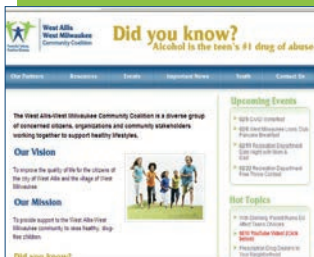 West Allis
West Milwaukee
Community Coalition
Did you know?
Alcohol is the teen's #1 drug of abuse
Our Partners Resources Events Important News Youth Contact Us
The West Allis-West Milwaukee Community Coalition is a diverse group
of concerned citizens, organizations and community stakeholders
working together to support healthy lifestyles.
Our Vision
To improve the quality of life for the citizens of
the city of West Allis and the village of West
Milwaukee
Our Mission
To provide support to the West Allis-West
Milwaukee community to raise healthy, drug-
free children.
Did you know?
Upcoming Events
Hot Topics